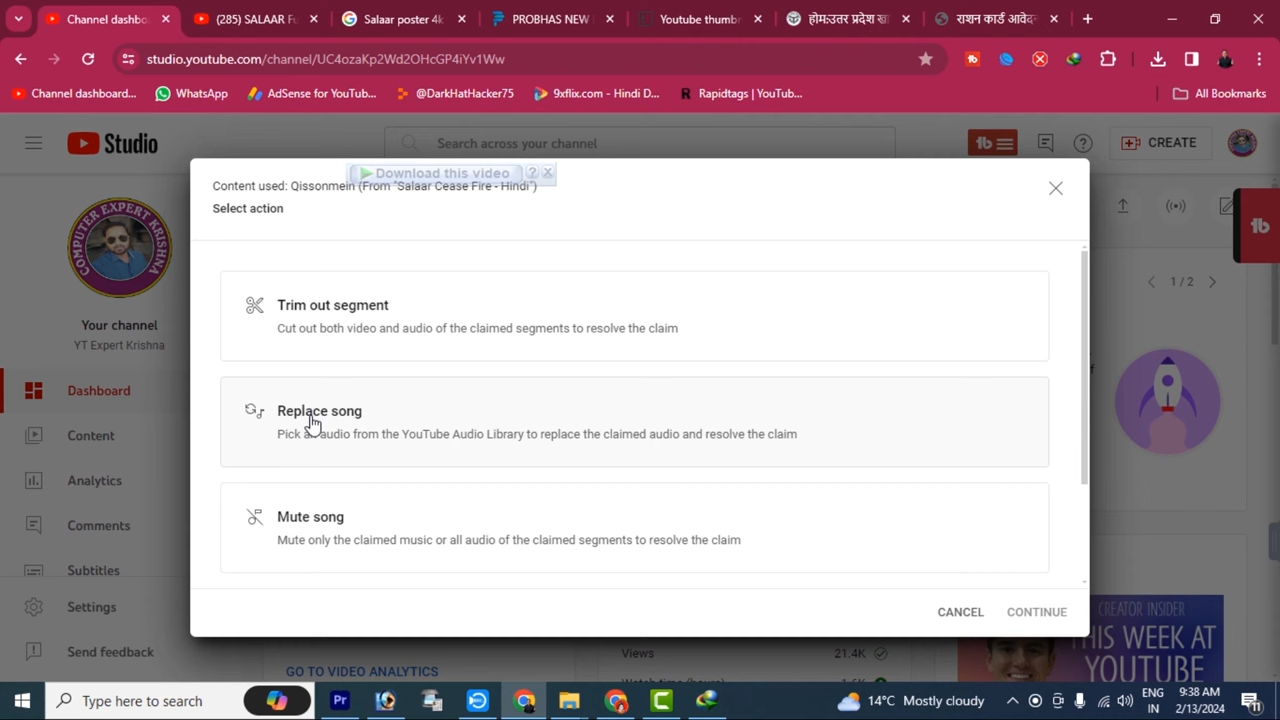 Channel dashbo
(285) SALAAR Fu
Salaar poster 4k
PROBHAS NEW
Youtube thumbn
होम:उतर प्रदेश खा
राशन कार्ड आवेदन
studio.youtube.com/channel/UC4ozaKp2Wd2OHcGP4iYv1Ww
Channel dashboard...
WhatsApp
AdSense for YouTub...
@DarkHatHacker75
9xflix.com - Hindi D...
Rapidtags | YouTub...
All Bookmarks
Studio
Search across your channel
CREATE
Download this video
Content used: Qissonmein (From "Salaar Cease Fire - Hindi")
Select action
COMPUTER EXPERT KRISHNA
Your channel
YT Expert Krishna
Dashboard
Content
Analytics
Comments
Subtitles
Settings
Send feedback
Trim out segment
Cut out both video and audio of the claimed segments to resolve the claim
Replace song
Pick an audio from the YouTube Audio Library to replace the claimed audio and resolve the claim
Mute song
Mute only the claimed music or all audio of the claimed segments to resolve the claim
CANCEL
CONTINUE
1 / 2
GO TO VIDEO ANALYTICS
Views
21.4K
CREATOR INSIDER
THIS WEEK AT
YOUTUBE
Type here to search
14°C Mostly cloudy
ENG
IN
9:38 AM
2/13/2024
11